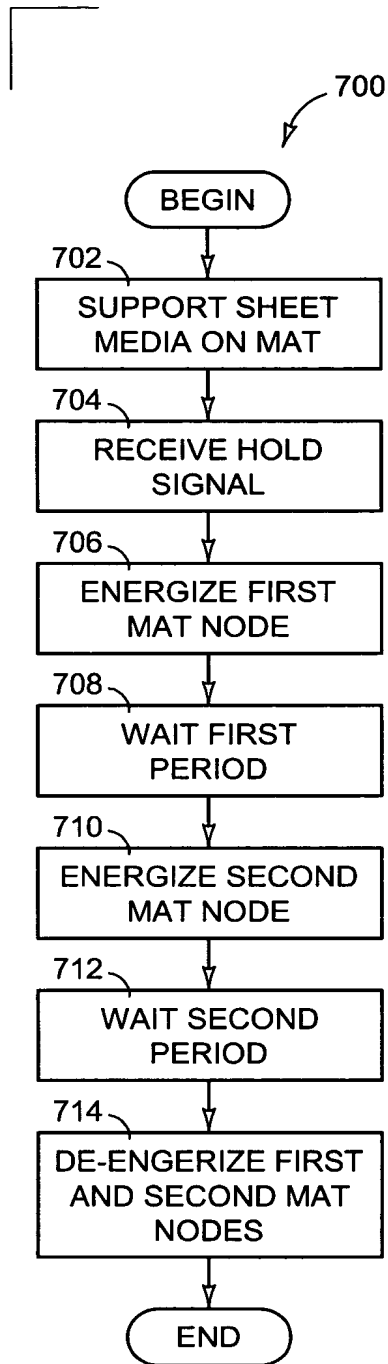 700
BEGIN
702
SUPPORT SHEET
MEDIA ON MAT
704
RECEIVE HOLD
SIGNAL
706
ENERGIZE FIRST
MAT NODE
708
WAIT FIRST
PERIOD
710
ENERGIZE SECOND
MAT NODE
712
WAIT SECOND
PERIOD
714
DE-ENGERIZE FIRST
AND SECOND MAT
NODES
END